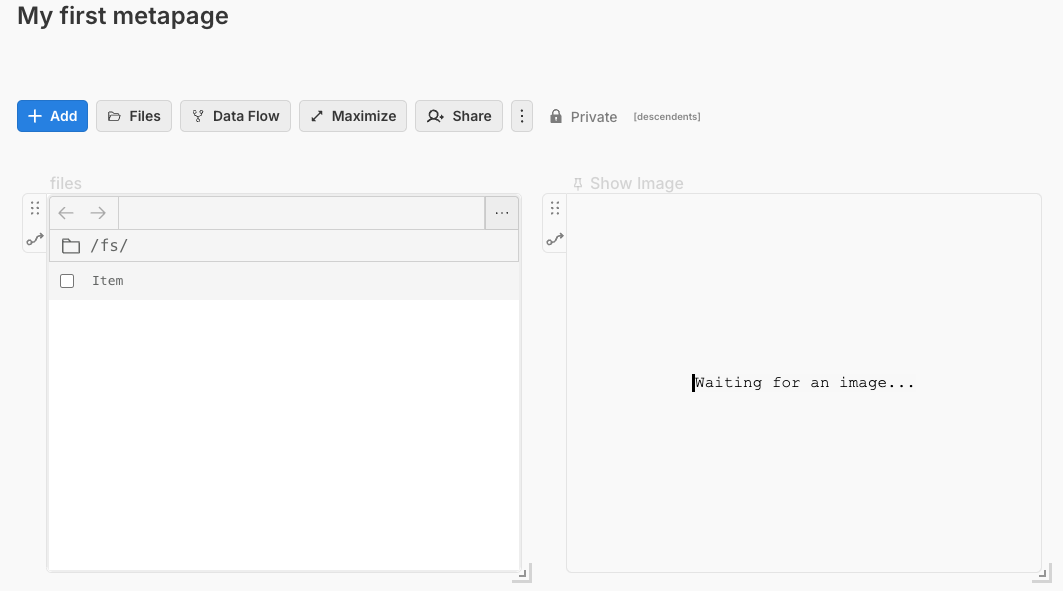 My first metapage
Add Files Data Flow Maximize Share Private [descendents]
files
/fs/
Item
Show Image
Waiting for an image...